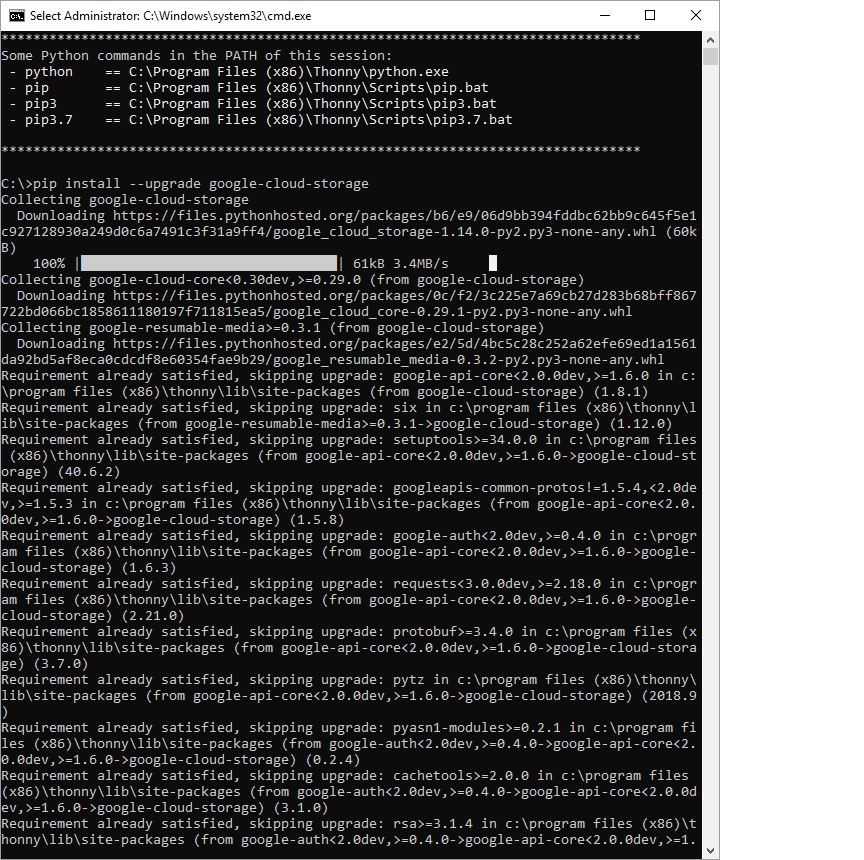 Select Administrator: C:\Windows\system32\cmd.exe
********************************************************************************
Some Python commands in the PATH of this session:
 - python    == C:\Program Files (x86)\Thonny\python.exe
 - pip       == C:\Program Files (x86)\Thonny\Scripts\pip.bat
 - pip3      == C:\Program Files (x86)\Thonny\Scripts\pip3.bat
 - pip3.7    == C:\Program Files (x86)\Thonny\Scripts\pip3.7.bat
********************************************************************************
C:\>pip install --upgrade google-cloud-storage
Collecting google-cloud-storage
  Downloading https://files.pythonhosted.org/packages/b6/e9/06d9bb394fddbc62bb9c645f5e1
c927128930a249d0c6a7491c3f31a9ff4/google_cloud_storage-1.14.0-py2.py3-none-any.whl (60k
B)
    100% |████████████████████████████████| 61kB 3.4MB/s
Collecting google-cloud-core<0.30dev,>=0.29.0 (from google-cloud-storage)
  Downloading https://files.pythonhosted.org/packages/0c/f2/3c225e7a69cb27d283b68bff867
722bd066bc1858611180197f711815ea5/google_cloud_core-0.29.1-py2.py3-none-any.whl
Collecting google-resumable-media>=0.3.1 (from google-cloud-storage)
  Downloading https://files.pythonhosted.org/packages/e2/5d/4bc5c28c252a62efe69ed1a1561
da92bd5af8eca0cdcdf8e60354fae9b29/google_resumable_media-0.3.2-py2.py3-none-any.whl
Requirement already satisfied, skipping upgrade: google-api-core<2.0.0dev,>=1.6.0 in c:
\program files (x86)\thonny\lib\site-packages (from google-cloud-storage) (1.8.1)
Requirement already satisfied, skipping upgrade: six in c:\program files (x86)\thonny\l
ib\site-packages (from google-resumable-media>=0.3.1->google-cloud-storage) (1.12.0)
Requirement already satisfied, skipping upgrade: setuptools>=34.0.0 in c:\program files
 (x86)\thonny\lib\site-packages (from google-api-core<2.0.0dev,>=1.6.0->google-cloud-st
orage) (40.6.2)
Requirement already satisfied, skipping upgrade: googleapis-common-protos!=1.5.4,<2.0de
v,>=1.5.3 in c:\program files (x86)\thonny\lib\site-packages (from google-api-core<2.0.
0dev,>=1.6.0->google-cloud-storage) (1.5.8)
Requirement already satisfied, skipping upgrade: google-auth<2.0dev,>=0.4.0 in c:\progr
am files (x86)\thonny\lib\site-packages (from google-api-core<2.0.0dev,>=1.6.0->google-
cloud-storage) (1.6.3)
Requirement already satisfied, skipping upgrade: requests<3.0.0dev,>=2.18.0 in c:\progr
am files (x86)\thonny\lib\site-packages (from google-api-core<2.0.0dev,>=1.6.0->google-
cloud-storage) (2.21.0)
Requirement already satisfied, skipping upgrade: protobuf>=3.4.0 in c:\program files (x
86)\thonny\lib\site-packages (from google-api-core<2.0.0dev,>=1.6.0->google-cloud-stora
ge) (3.7.0)
Requirement already satisfied, skipping upgrade: pytz in c:\program files (x86)\thonny\
lib\site-packages (from google-api-core<2.0.0dev,>=1.6.0->google-cloud-storage) (2018.9
)
Requirement already satisfied, skipping upgrade: pyasn1-modules>=0.2.1 in c:\program fi
les (x86)\thonny\lib\site-packages (from google-auth<2.0dev,>=0.4.0->google-api-core<2.
0.0dev,>=1.6.0->google-cloud-storage) (0.2.4)
Requirement already satisfied, skipping upgrade: cachetools>=2.0.0 in c:\program files
(x86)\thonny\lib\site-packages (from google-auth<2.0dev,>=0.4.0->google-api-core<2.0.0d
ev,>=1.6.0->google-cloud-storage) (3.1.0)
Requirement already satisfied, skipping upgrade: rsa>=3.1.4 in c:\program files (x86)\t
honny\lib\site-packages (from google-auth<2.0dev,>=0.4.0->google-api-core<2.0.0dev,>=1.